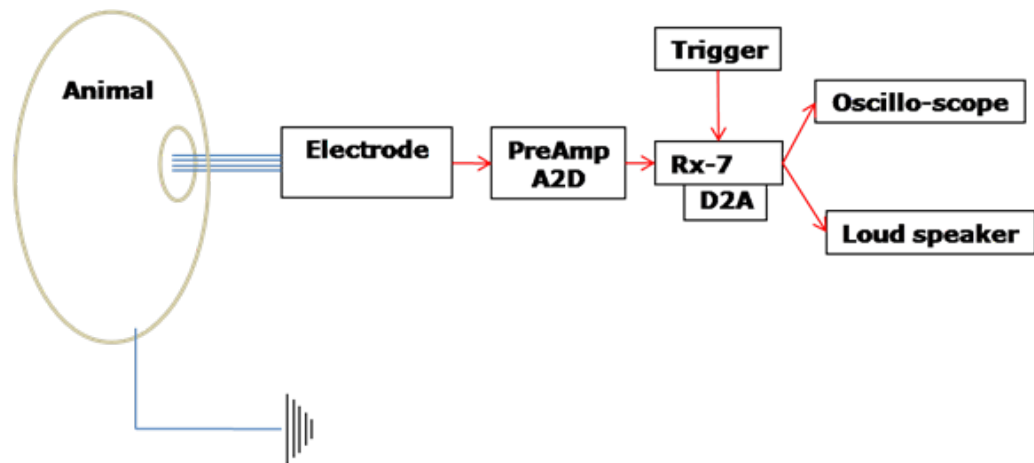 Trigger
Animal
Oscillo-scope
Electrode
PreAmp
A2D
Rx-7
D2A
Loud speaker